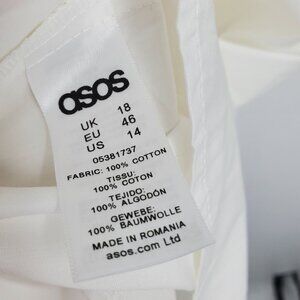 asos
UK 18
EU 46
US 14
05381737
FABRIC: 100% COTTON
TISSU:
100% COTON
TEJIDO:
100% ALGODÓN
GEWEBE:
100% BAUMWOLLE
MADE IN ROMANIA
asos.com Ltd